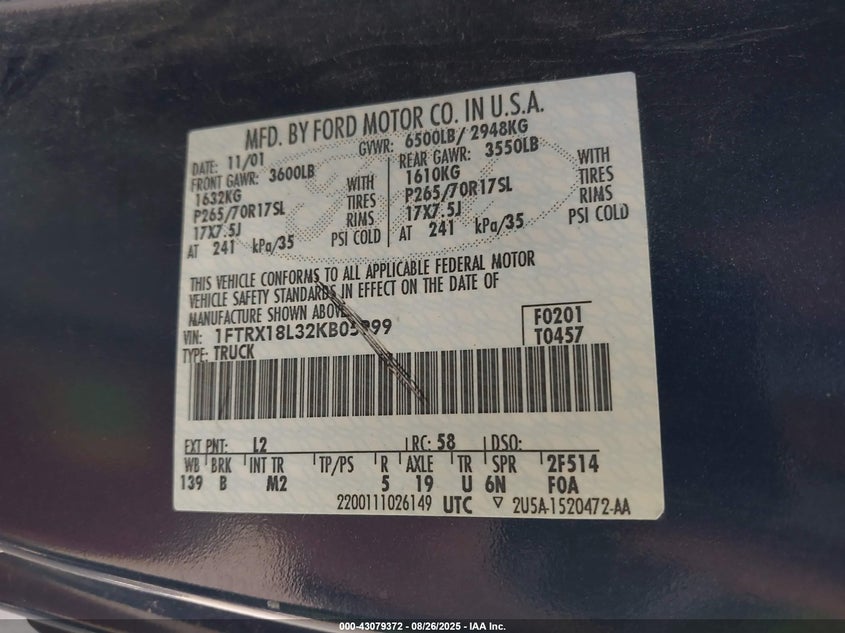 MFD. BY FORD MOTOR CO. IN U.S.A.
DATE: 11/01 GVWR: 6500LB/ 2948KG
FRONT GAWR: 3600LB REAR GAWR: 3550LB
1632KG WITH 1610KG WITH
P265/70R17SL TIRES P265/70R17SL TIRES
17X7.5J RIMS 17X7.5J RIMS
AT 241 kPa/35 PSI COLD AT 241 kPa/35 PSI COLD
THIS VEHICLE CONFORMS TO ALL APPLICABLE FEDERAL MOTOR
VEHICLE SAFETY STANDARDS IN EFFECT ON THE DATE OF
MANUFACTURE SHOWN ABOVE
VIN: 1FTRX18L32KB05999 F0201
TYPE: TRUCK T0457
EXT PNT: L2 RC: 58 DSO:
WB BRK INT TR TP/PS R AXLE TR SPR 2F514
139 B M2 5 19 U 6N FOA
2200111026149 UTC ▽ 2U5A-1520472-AA
000-43079372 - 08/26/2025 - IAA Inc.